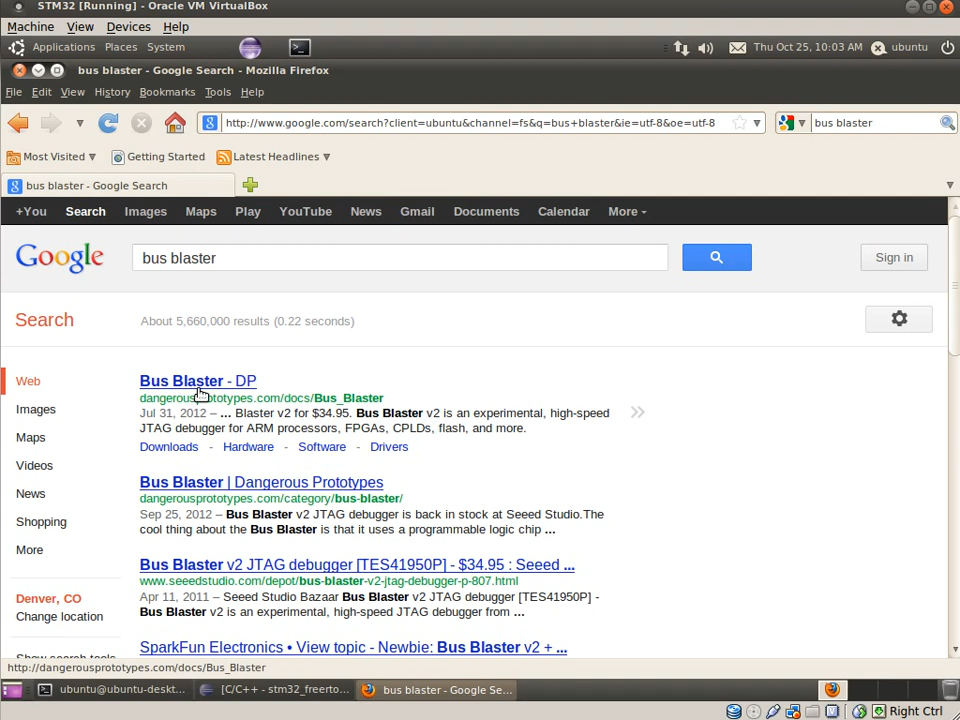 STM32 [Running] - Oracle VM VirtualBox
Machine View Devices Help
Applications Places System Thu Oct 25, 10:03 AM ubuntu
bus blaster - Google Search - Mozilla Firefox
File Edit View History Bookmarks Tools Help
http://www.google.com/search?client=ubuntu&channel=fs&q=bus+blaster&ie=utf-8&oe=utf-8 bus blaster
Most Visited Getting Started Latest Headlines
bus blaster - Google Search
+You Search Images Maps Play YouTube News Gmail Documents Calendar More
Google bus blaster Sign in
Search About 5,660,000 results (0.22 seconds)
Web
Images
Maps
Videos
News
Shopping
More
Denver, CO
Change location
Show search tools
Bus Blaster - DP
dangerousprototypes.com/docs/Bus_Blaster
Jul 31, 2012 – ... Blaster v2 for $34.95. Bus Blaster v2 is an experimental, high-speed
JTAG debugger for ARM processors, FPGAs, CPLDs, flash, and more.
Downloads - Hardware - Software - Drivers
Bus Blaster | Dangerous Prototypes
dangerousprototypes.com/category/bus-blaster/
Sep 25, 2012 – Bus Blaster v2 JTAG debugger is back in stock at Seeed Studio.The
cool thing about the Bus Blaster is that it uses a programmable logic chip ...
Bus Blaster v2 JTAG debugger [TES41950P] - $34.95 : Seeed ...
www.seeedstudio.com/depot/bus-blaster-v2-jtag-debugger-p-807.html
Apr 11, 2011 – Seeed Studio Bazaar Bus Blaster v2 JTAG debugger [TES41950P] -
Bus Blaster v2 is an experimental, high-speed JTAG debugger from ...
SparkFun Electronics • View topic - Newbie: Bus Blaster v2 + ...
http://dangerousprototypes.com/docs/Bus_Blaster
ubuntu@ubuntu-deskt... [C/C++ - stm32_freerto... bus blaster - Google Se...
Right Ctrl